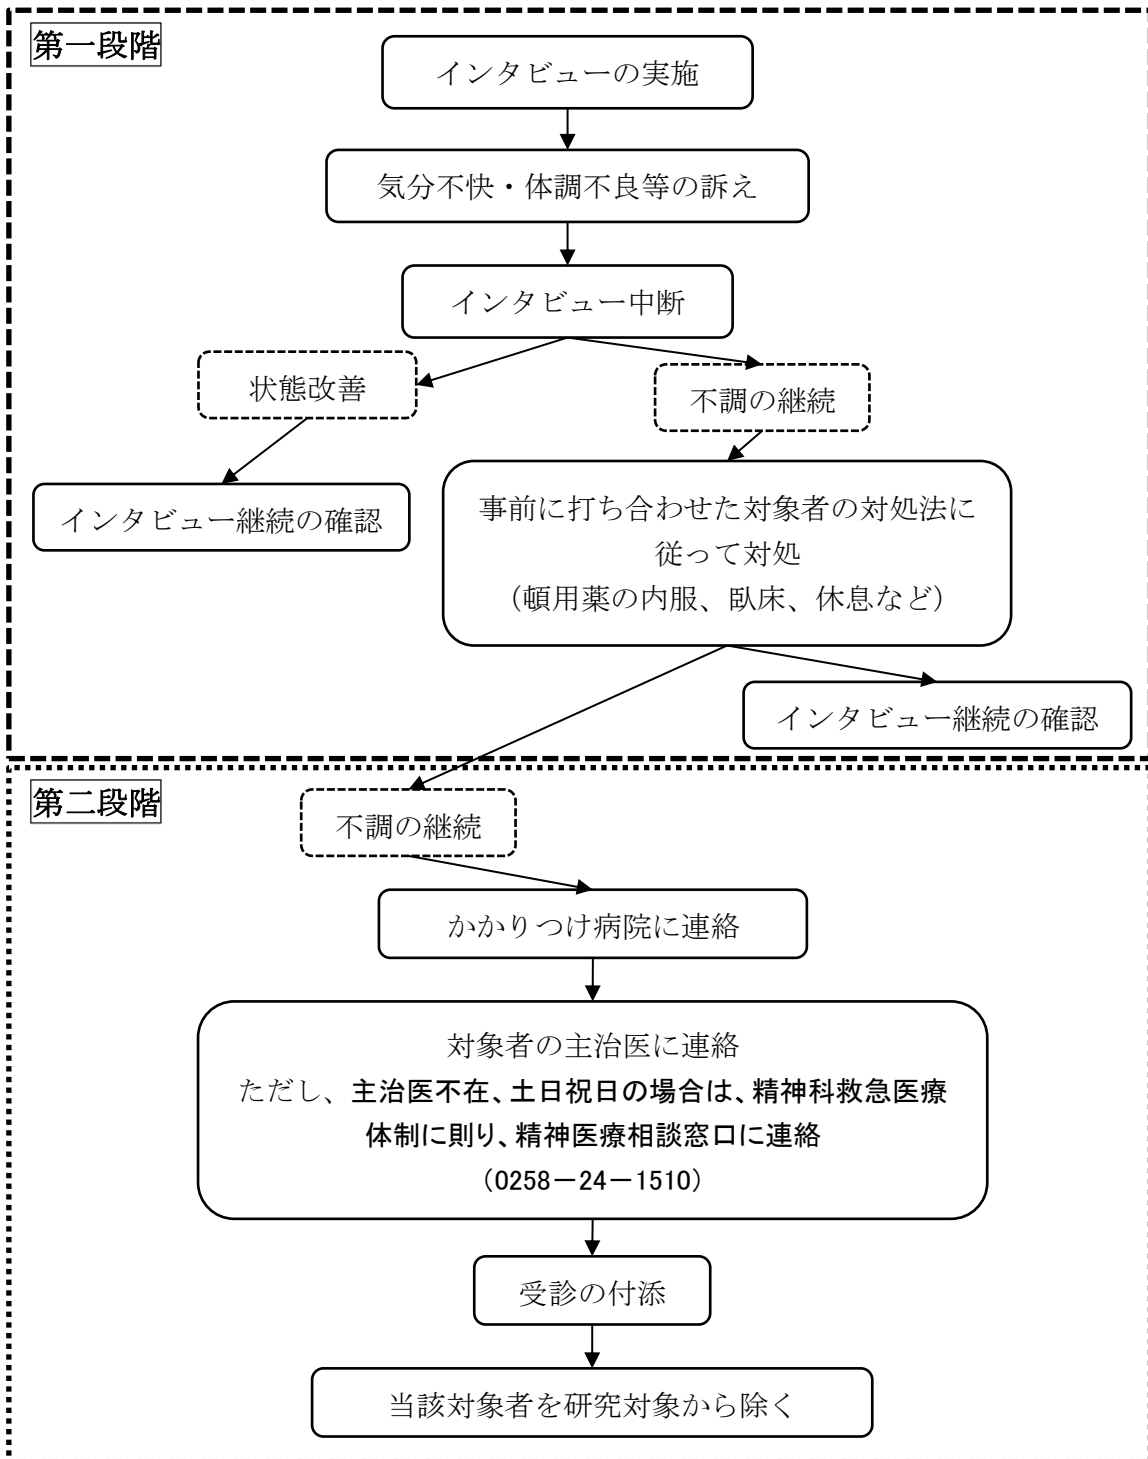 第一段階
インタビューの実施
気分不快・体調不良等の訴え
インタビュー中断
状態改善
不調の継続
インタビュー継続の確認
事前に打ち合わせた対象者の対処法に
従って対処
（頓用薬の内服、臥床、休息など）
インタビュー継続の確認
第二段階
不調の継続
かかりつけ病院に連絡
対象者の主治医に連絡
ただし、主治医不在、土日祝日の場合は、精神科救急医療
体制に則り、精神医療相談窓口に連絡
（0258－24－1510）
受診の付添
当該対象者を研究対象から除く